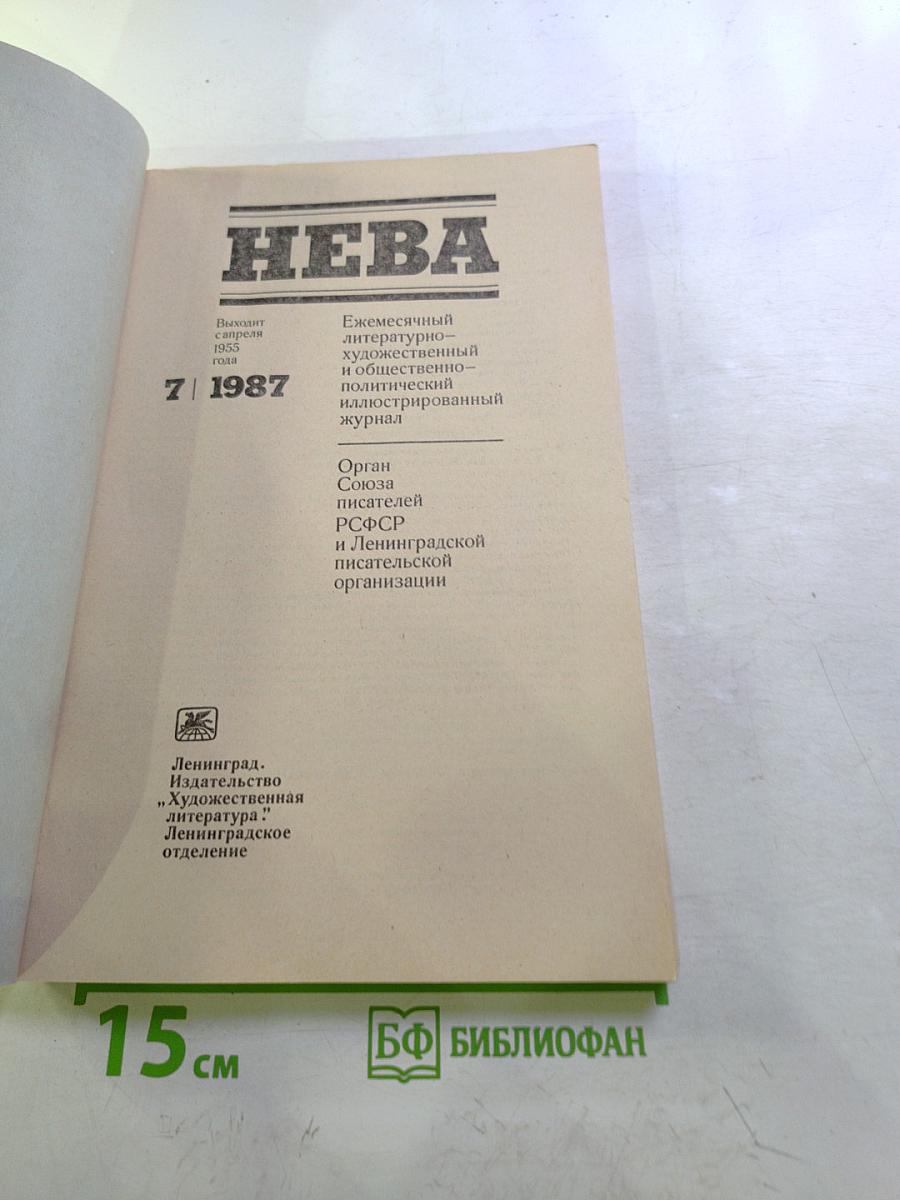 НЕВА
Выходит
с апреля
1955
года
7 | 1987
Ежемесячный
литературно-
художественный
и общественно-
политический
иллюстрированный
журнал
Орган
Союза
писателей
РСФСР
и Ленинградской
писательской
организации
Ленинград.
Издательство
„Художественная
литература".
Ленинградское
отделение
15 см
БФ БИБЛИОФАН